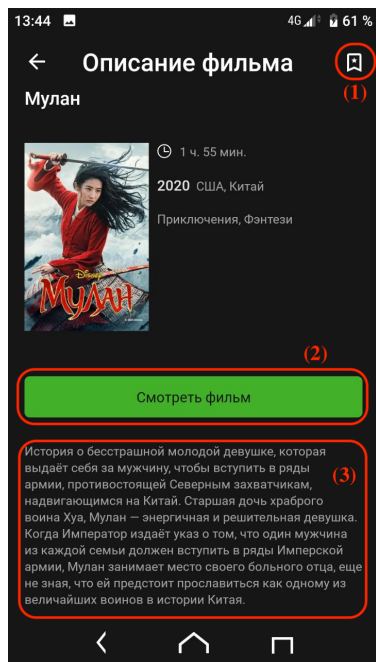 13:44 4G 61 %
Описание фильма
(1)
Мулан
1 ч. 55 мин.
2020 США, Китай
Приключения, Фэнтези
Disney
МУЛАН
(2)
Смотреть фильм
(3)
История о бесстрашной молодой девушке, которая
выдаёт себя за мужчину, чтобы вступить в ряды
армии, противостоящей Северным захватчикам,
надвигающимся на Китай. Старшая дочь храброго
воина Хуа, Мулан — энергичная и решительная девушка.
Когда Император издаёт указ о том, что один мужчина
из каждой семьи должен вступить в ряды Имперской
армии, Мулан занимает место своего больного отца, еще
не зная, что ей предстоит прославиться как одному из
величайших воинов в истории Китая.